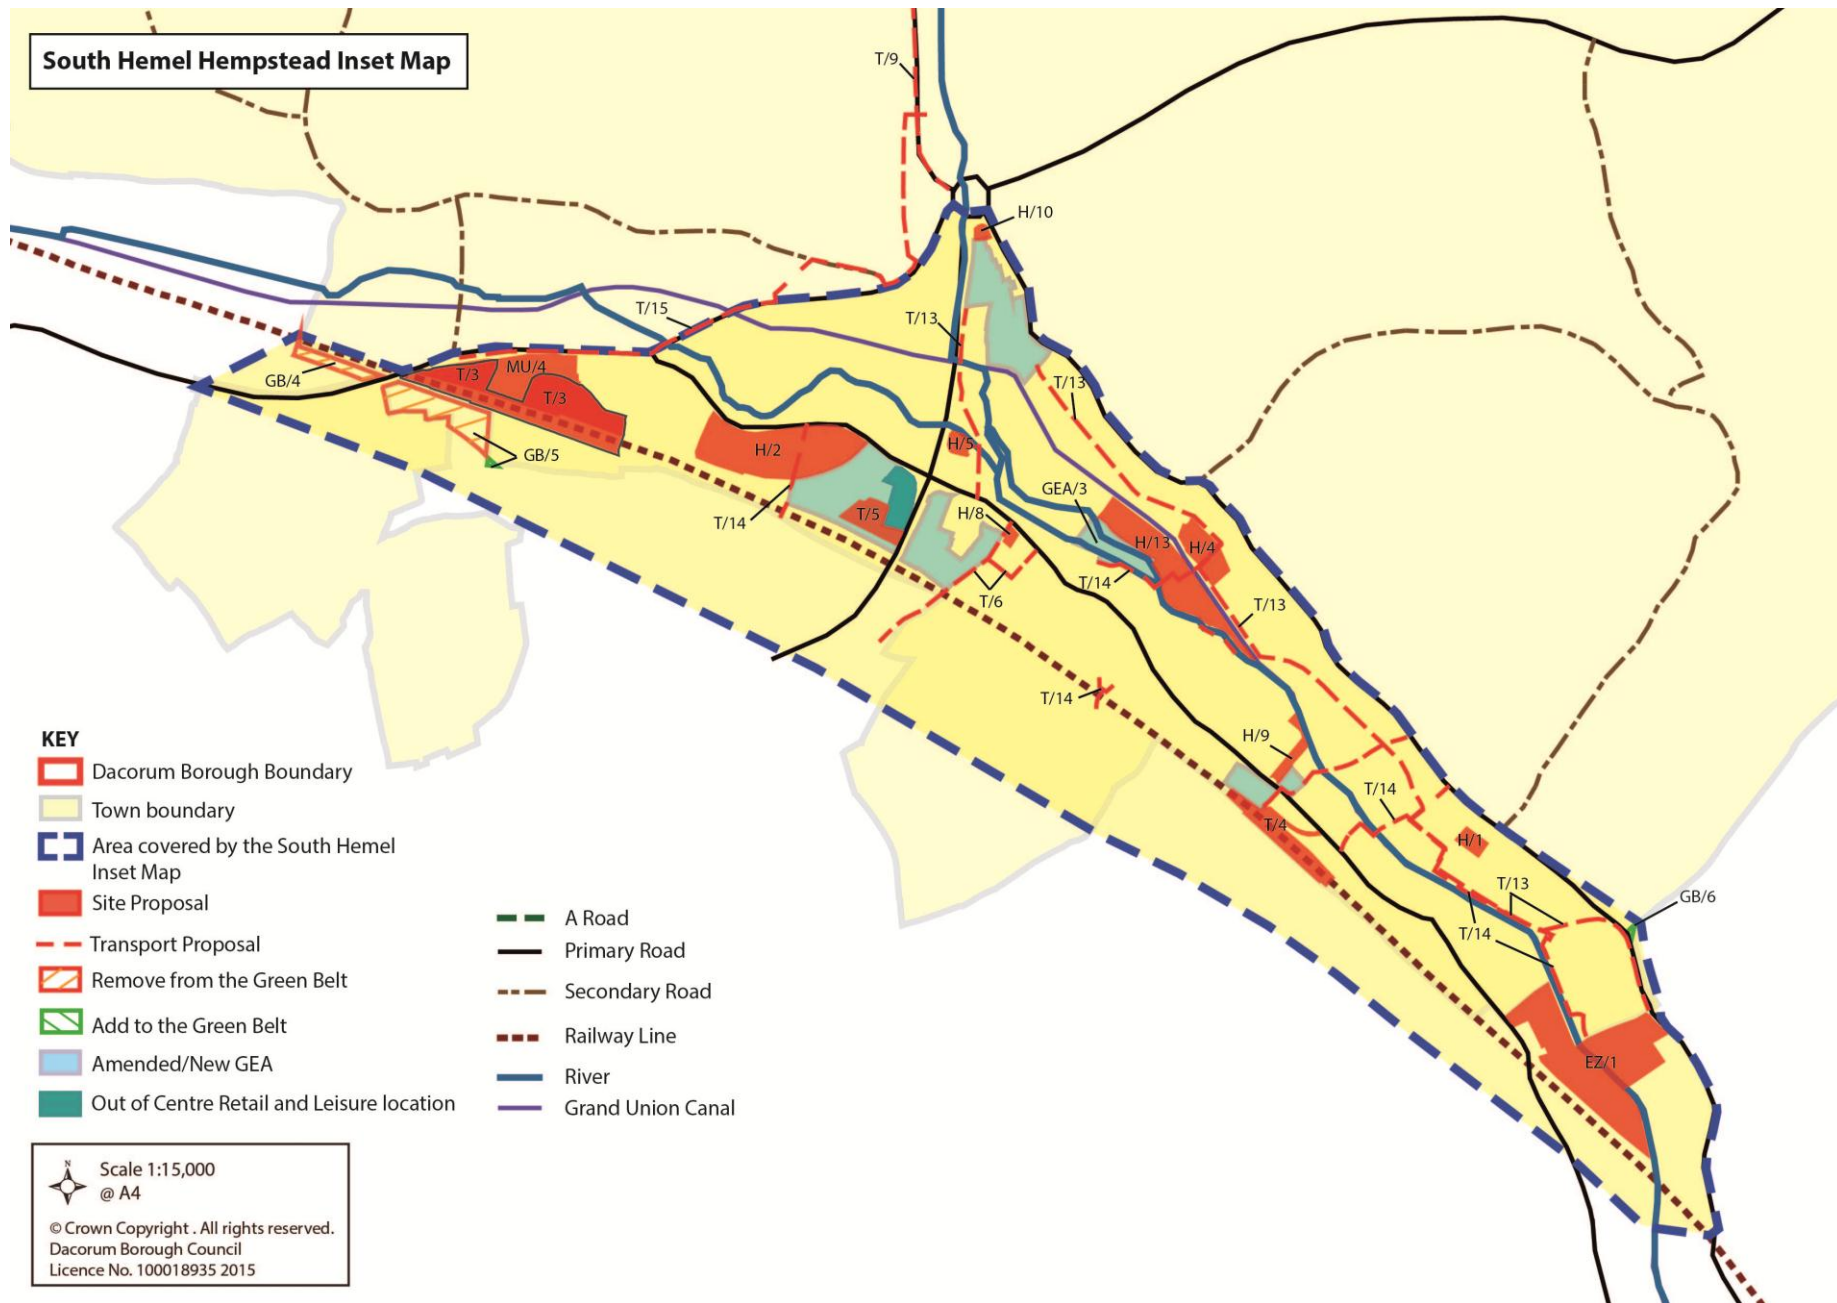 South Hemel Hempstead Inset Map
T/9
H/10
T/15
T/13
GB/4
T/3
MU/4
T/3
T/13
H/2
H/5
GB/5
GEA/3
T/14
T/5
H/8
H/13
H/4
T/14
T/6
T/13
T/14
H/9
T/14
T/4
H/1
T/13
GB/6
T/14
EZ/1
KEY
Dacorum Borough Boundary
Town boundary
Area covered by the South Hemel
Inset Map
Site Proposal
Transport Proposal
Remove from the Green Belt
Add to the Green Belt
Amended/New GEA
Out of Centre Retail and Leisure location
A Road
Primary Road
Secondary Road
Railway Line
River
Grand Union Canal
N
Scale 1:15,000
@ A4
© Crown Copyright . All rights reserved.
Dacorum Borough Council
Licence No. 100018935 2015